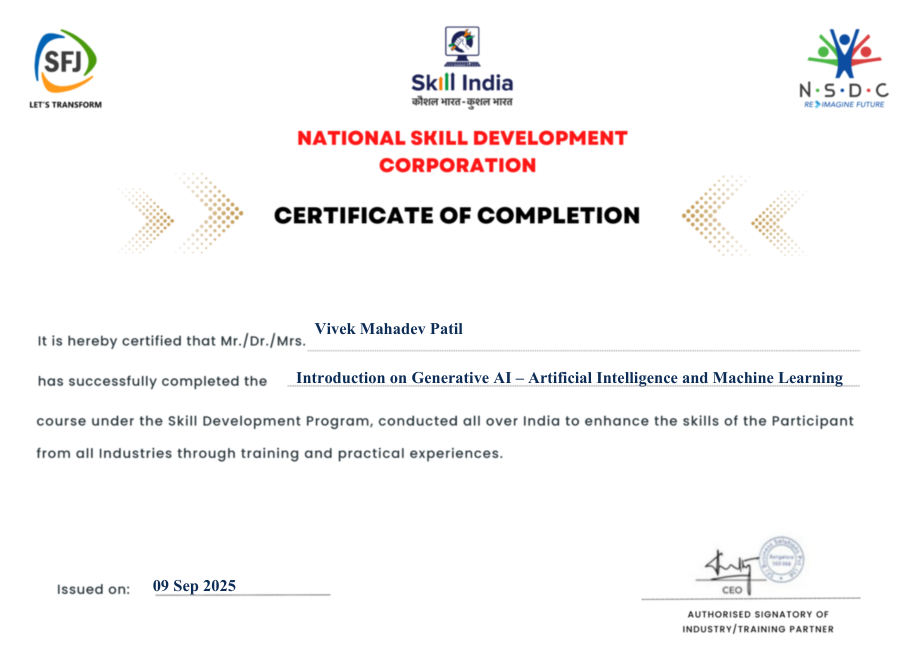 SFJ
LET'S TRANSFORM
Skill India
कौशल भारत-कुशल भारत
N·S·D·C
RE IMAGINE FUTURE
NATIONAL SKILL DEVELOPMENT
CORPORATION
CERTIFICATE OF COMPLETION
It is hereby certified that Mr./Dr./Mrs. Vivek Mahadev Patil
has successfully completed the Introduction on Generative AI – Artificial Intelligence and Machine Learning
course under the Skill Development Program, conducted all over India to enhance the skills of the Participant
from all Industries through training and practical experiences.
Issued on: 09 Sep 2025
CEO
AUTHORISED SIGNATORY OF
INDUSTRY/TRAINING PARTNER